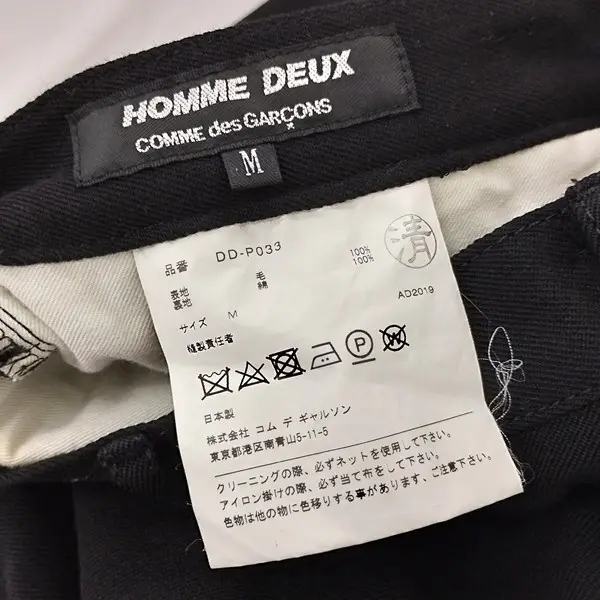 HOMME DEUX
COMME des GARÇONS
M
品番 DD-P033
清
表地 毛 100%
裏地 綿 100%
サイズ M
AD2019
縫製責任者
日本製
株式会社 コム デ ギャルソン
東京都港区南青山5-11-5
クリーニングの際、必ずネットを使用して下さい。
アイロン掛けの際、必ず当て布をして下さい。
色物は他の物に色移りする事があります、ご注意下さい。